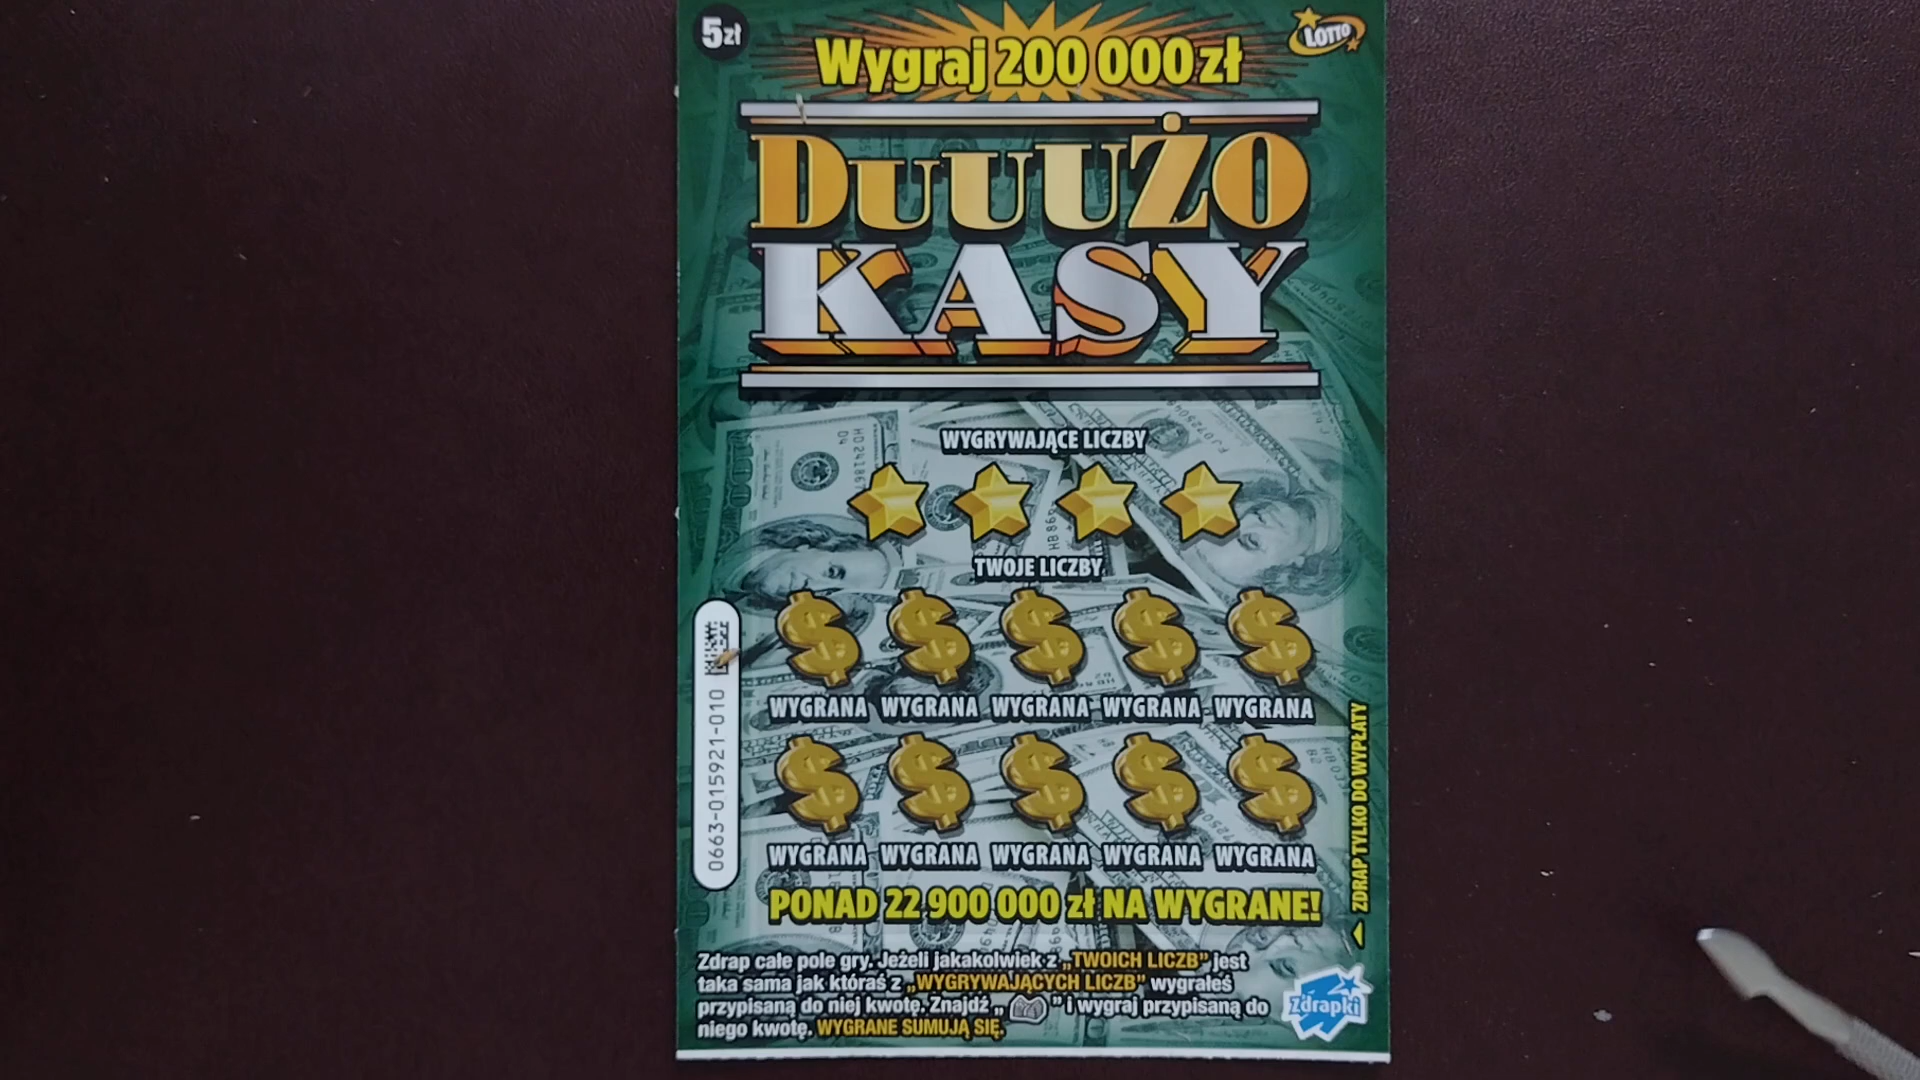 5zł
Wygraj 200 000 zł
LOTTO
DUUUŻO
KASY
WYGRYWAJĄCE LICZBY
TWOJE LICZBY
WYGRANA WYGRANA WYGRANA WYGRANA WYGRANA
WYGRANA WYGRANA WYGRANA WYGRANA WYGRANA
0663-015921-010
ZDRAP TYLKO DO WYPŁATY
PONAD 22 900 000 zł NA WYGRANE!
Zdrap całe pole gry. Jeżeli jakakolwiek z „TWOICH LICZB” jest
taka sama jak któraś z „WYGRYWAJĄCYCH LICZB” wygrałeś
przypisaną do niej kwotę. Znajdź „ ” i wygraj przypisaną do
niego kwotę. WYGRANE SUMUJĄ SIĘ.
Zdrapki